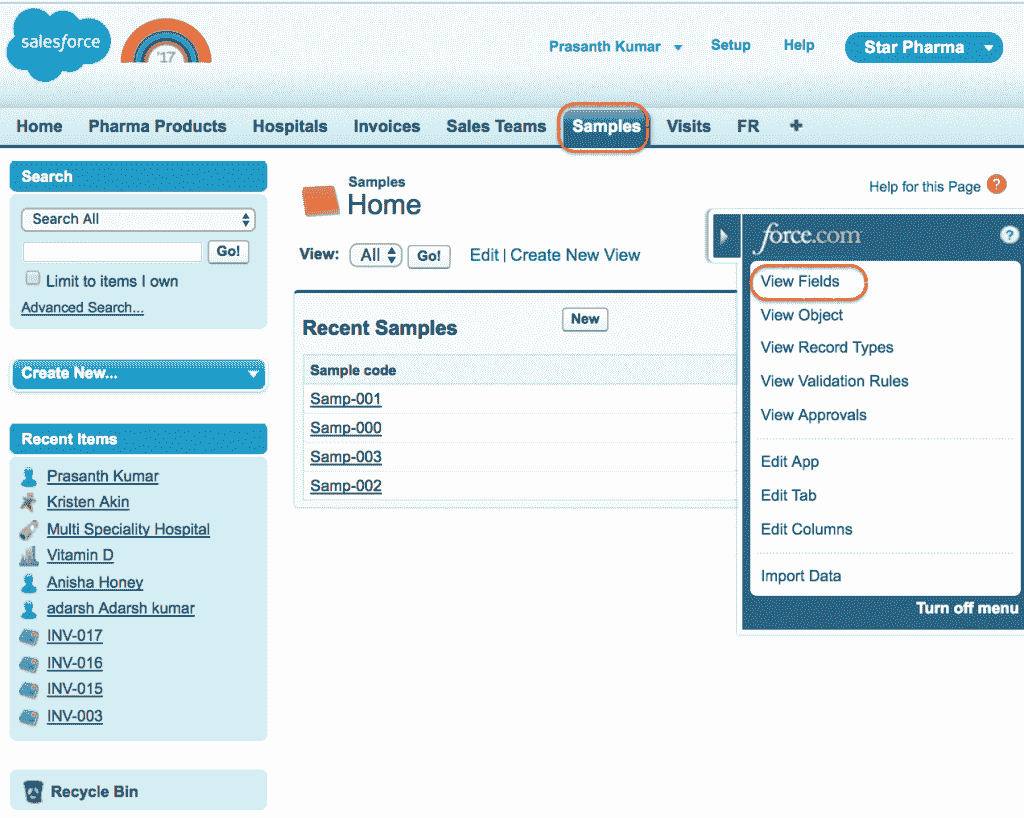 salesforce
'17
Prasanth Kumar
Setup
Help
Star Pharma
Home
Pharma Products
Hospitals
Invoices
Sales Teams
Samples
Visits
FR
+
Search
Search All
Go!
Limit to items I own
Advanced Search...
Create New...
Recent Items
Prasanth Kumar
Kristen Akin
Multi Speciality Hospital
Vitamin D
Anisha Honey
adarsh Adarsh kumar
INV-017
INV-016
INV-015
INV-003
Recycle Bin
Samples
Home
Help for this Page ?
View: All Go! Edit | Create New View
Recent Samples
New
Sample code
Samp-001
Samp-000
Samp-003
Samp-002
force.com
?
View Fields
View Object
View Record Types
View Validation Rules
View Approvals
Edit App
Edit Tab
Edit Columns
Import Data
Turn off menu